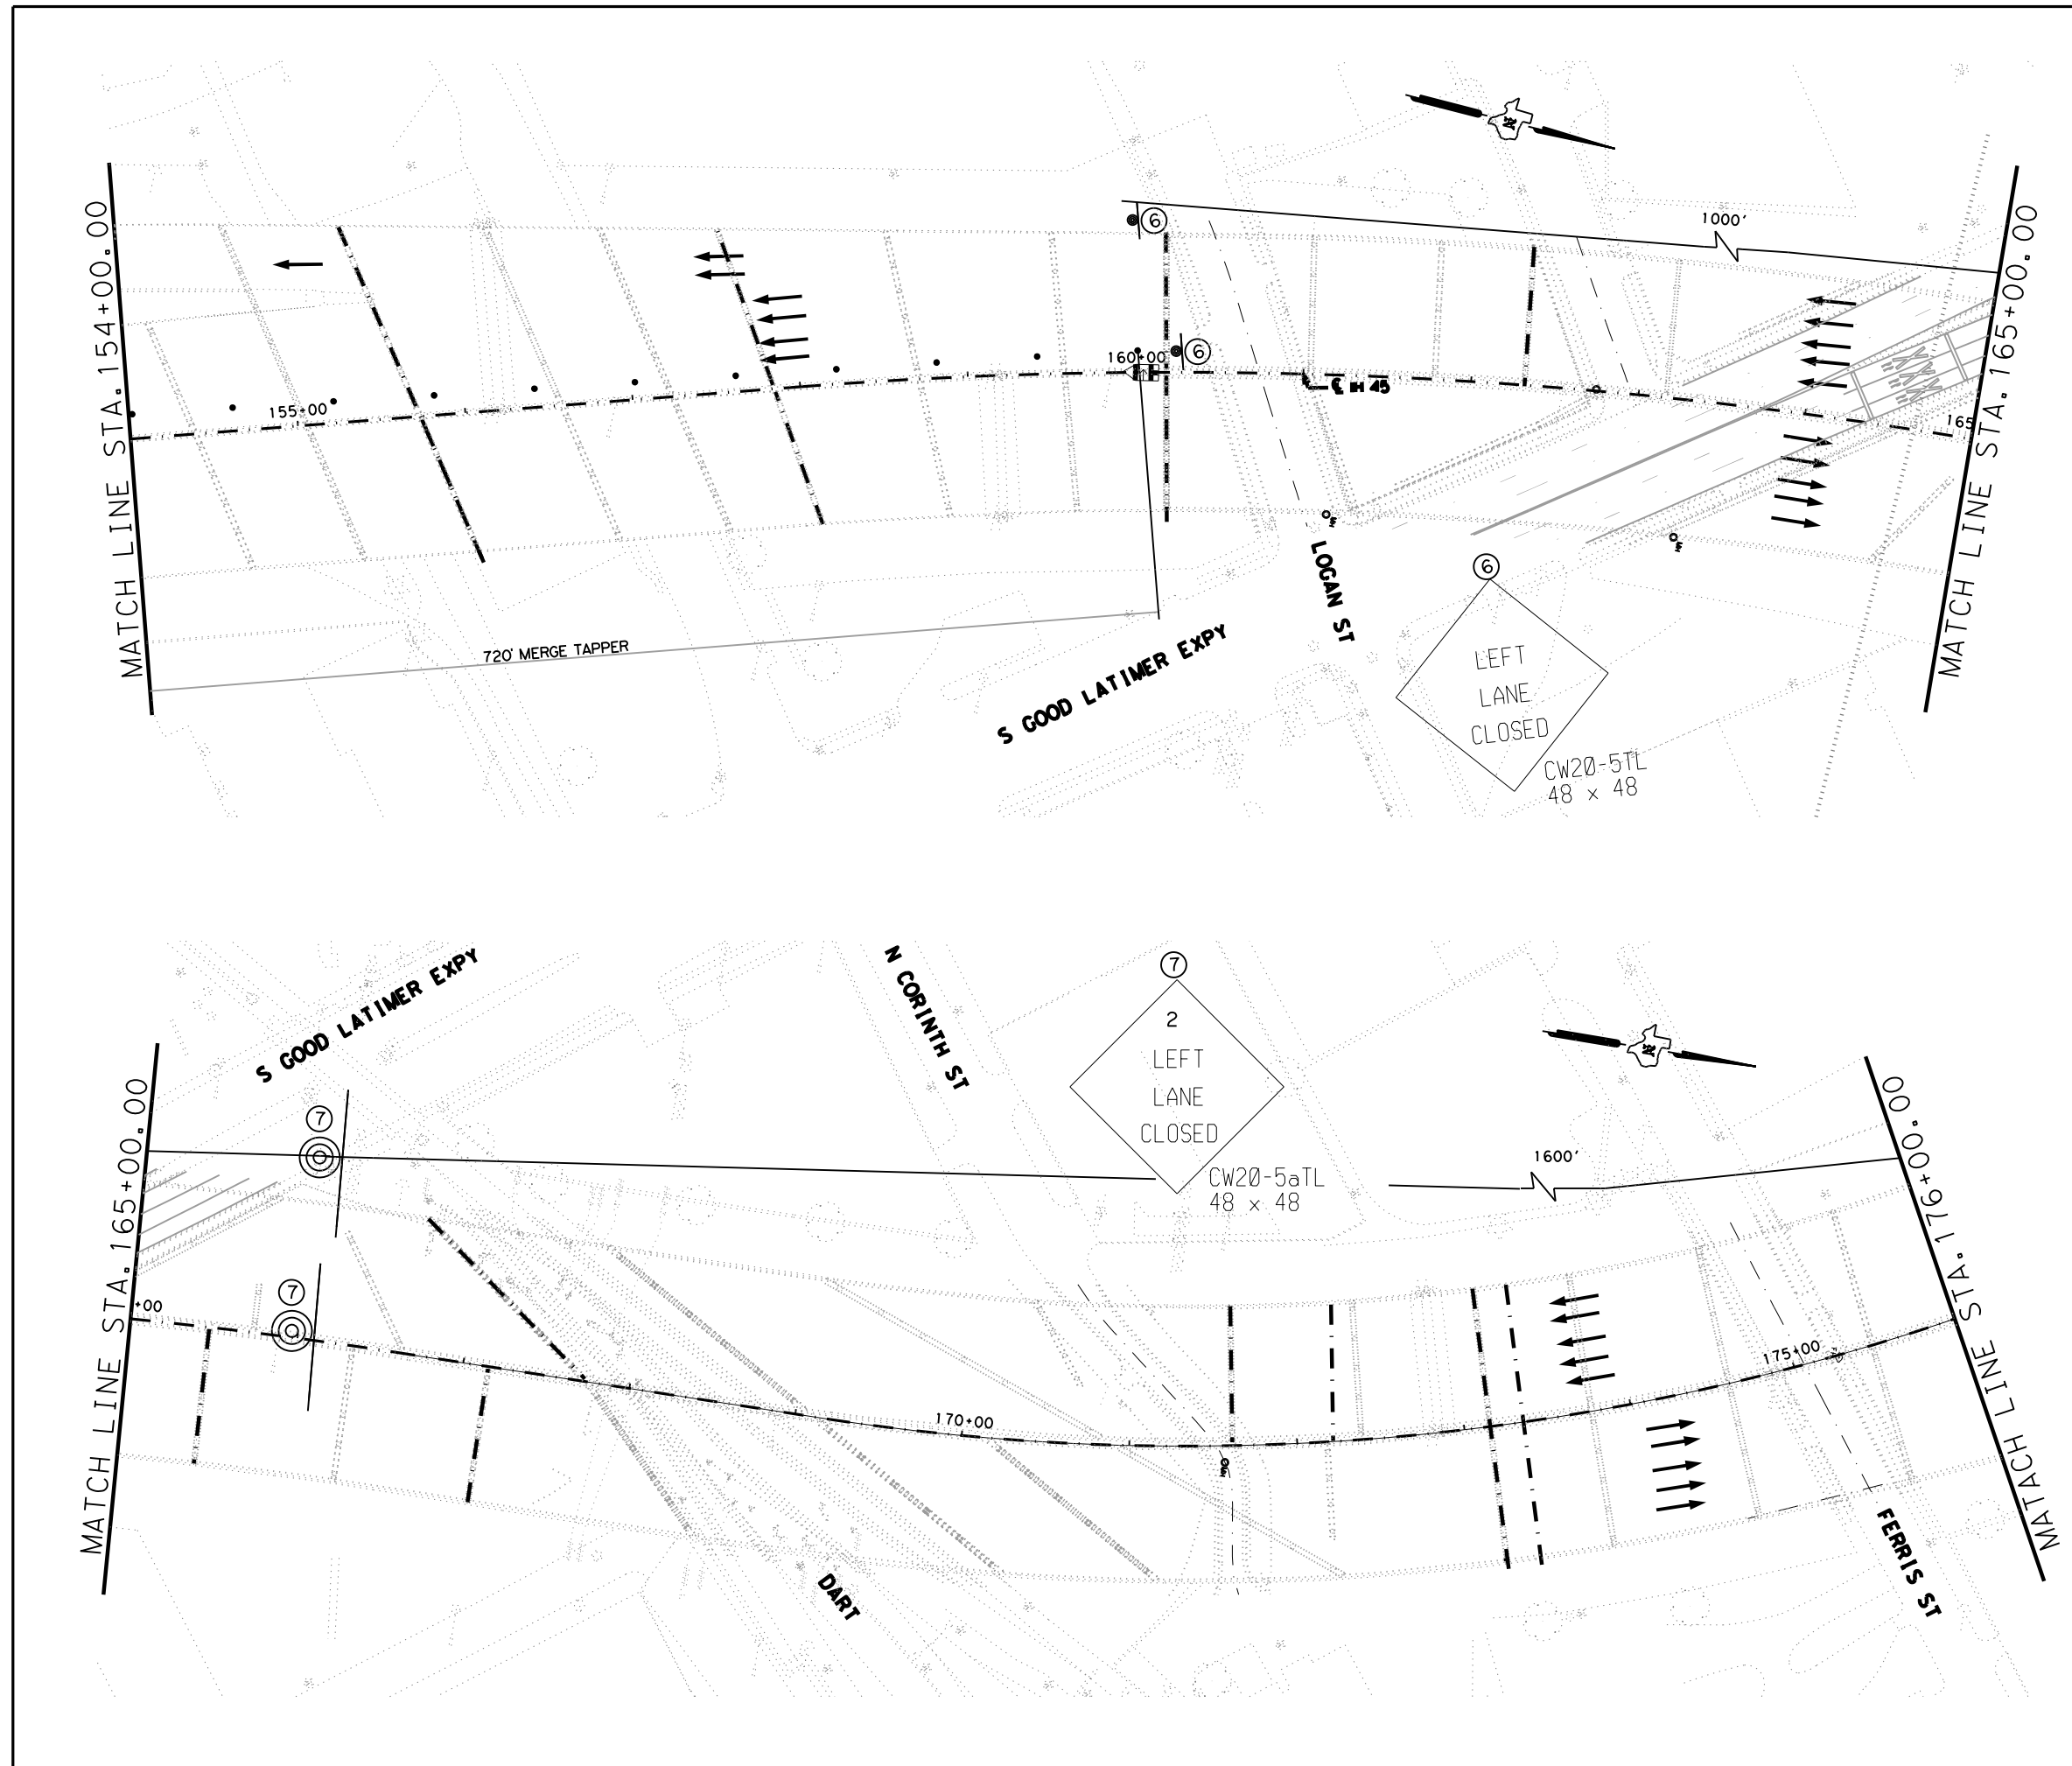 MATCH LINE STA.154+00.00
155+00
720' MERGE TAPPER
6
160+00
6
℄ IH 45
1000'
165
LOGAN ST
S GOOD LATIMER EXPY
6
LEFT
LANE
CLOSED
CW20-5TL
48 x 48
MATCH LINE STA. 165+00.00
MATCH LINE STA.165+00.00
S GOOD LATIMER EXPY
7
7
+00
N CORINTH ST
7
2
LEFT
LANE
CLOSED
CW20-5aTL
48 x 48
1600'
170+00
175+00
DART
FERRIS ST
MATACH LINE STA.176+00.00